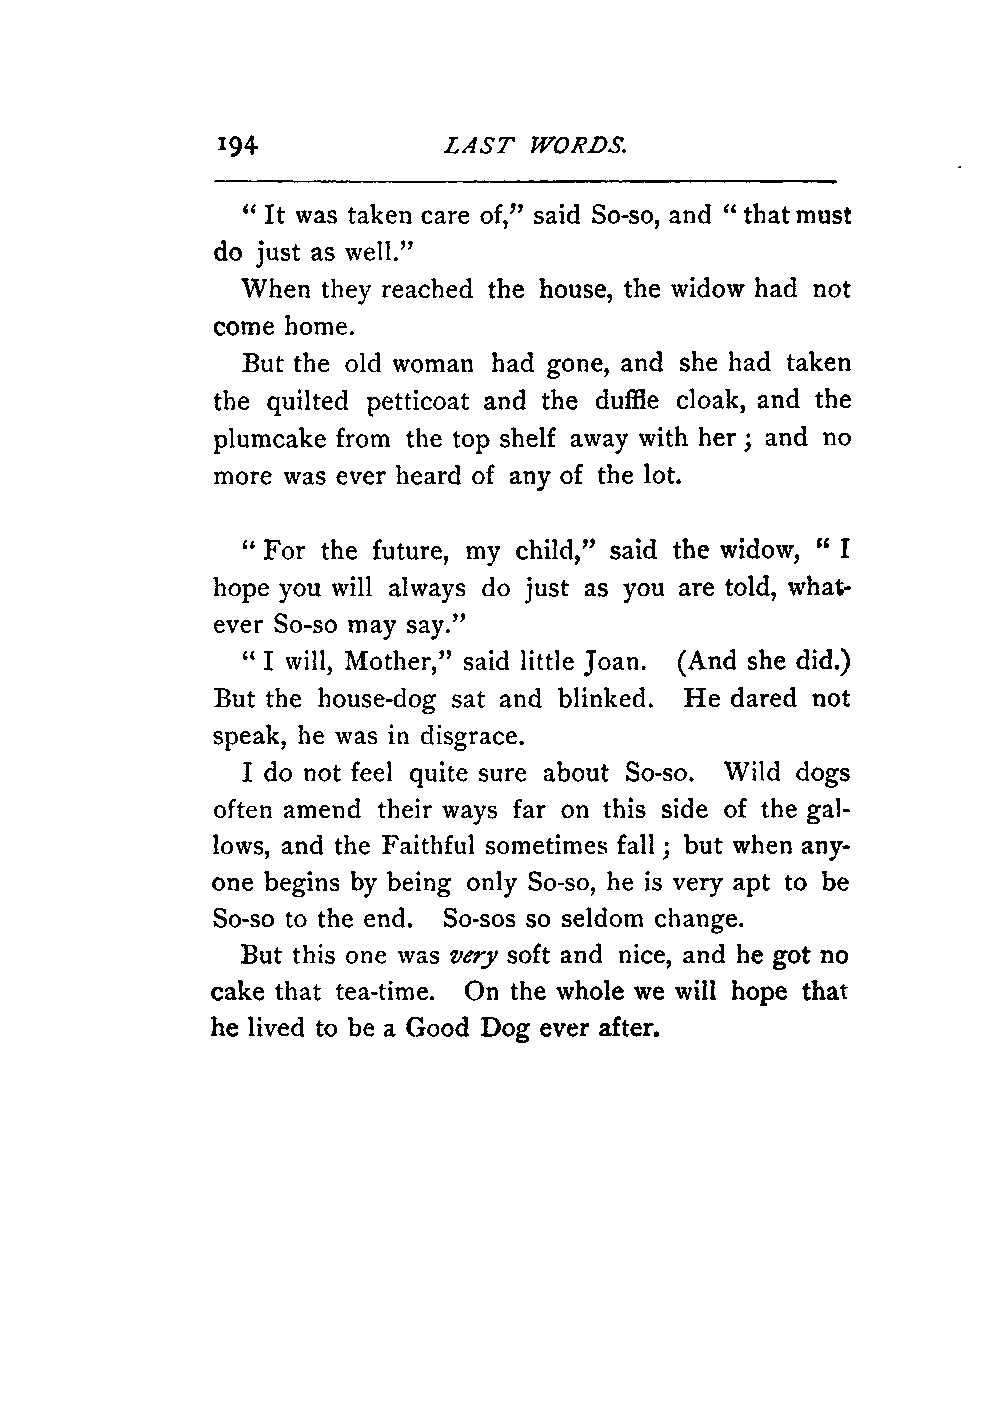 194 LAST WORDS.
" It was taken care of," said So-so, and " that must
do just as well."
When they reached the house, the widow had not
come home.
But the old woman had gone, and she had taken
the quilted petticoat and the duffle cloak, and the
plumcake from the top shelf away with her ; and no
more was ever heard of any of the lot.
" For the future, my child," said the widow, " I
hope you will always do just as you are told, what-
ever So-so may say."
" I will, Mother," said little Joan. (And she did.)
But the house-dog sat and blinked. He dared not
speak, he was in disgrace.
I do not feel quite sure about So-so. Wild dogs
often amend their ways far on this side of the gal-
lows, and the Faithful sometimes fall ; but when any-
one begins by being only So-so, he is very apt to be
So-so to the end. So-sos so seldom change.
But this one was very soft and nice, and he got no
cake that tea-time. On the whole we will hope that
he lived to be a Good Dog ever after.